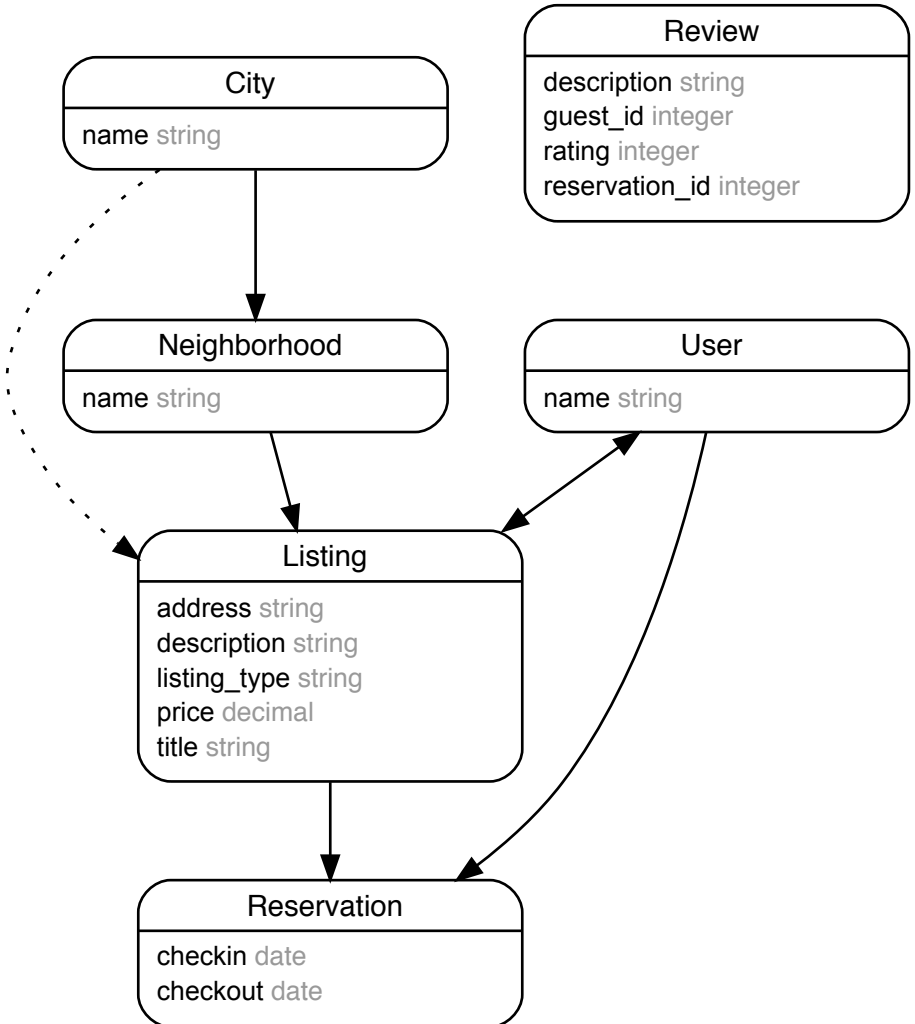 Review
description string
guest_id integer
rating integer
reservation_id integer
City
name string
Neighborhood
name string
User
name string
Listing
address string
description string
listing_type string
price decimal
title string
Reservation
checkin date
checkout date